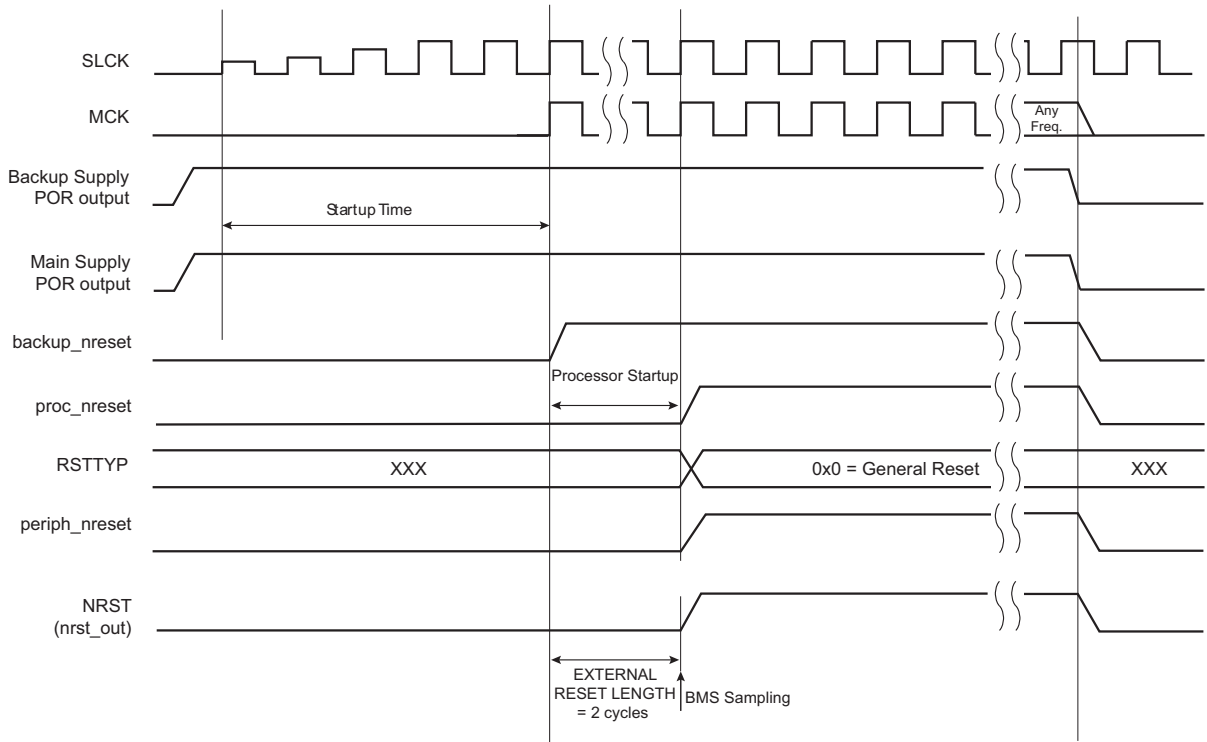 SLCK
MCK
Any
Freq.
Backup Supply
POR output
Startup Time
Main Supply
POR output
backup_nreset
Processor Startup
proc_nreset
RSTTYP
XXX
0x0 = General Reset
XXX
periph_nreset
NRST
(nrst_out)
EXTERNAL
RESET LENGTH
= 2 cycles
BMS Sampling